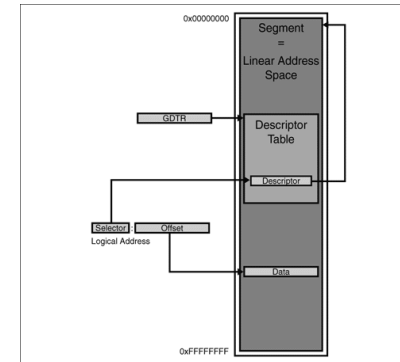 0x00000000
Segment
=
Linear Address
Space
GDTR
Descriptor
Table
Descriptor
Selector : Offset
Logical Address
Data
0xFFFFFFFF